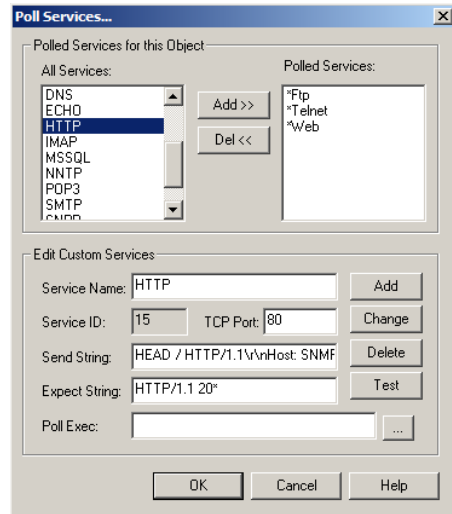 Poll Services...
Polled Services for this Object
All Services:
Polled Services:
DNS
ECHO
HTTP
IMAP
MSSQL
NNTP
POP3
SMTP
Add >>
Del <<
*Ftp
*Telnet
*Web
Edit Custom Services
Service Name: HTTP
Add
Service ID: 15 TCP Port: 80
Change
Send String: HEAD / HTTP/1.1\r\nHost: SNMP
Delete
Expect String: HTTP/1.1 20*
Test
Poll Exec:
...
OK Cancel Help